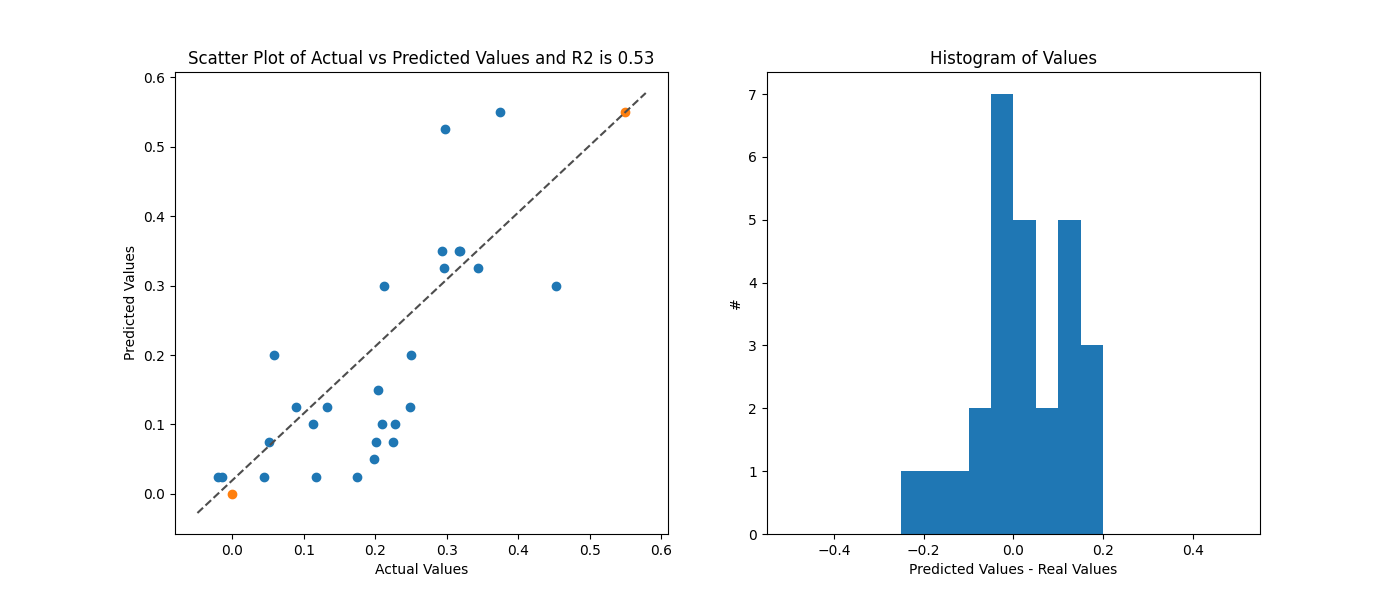 Scatter Plot of Actual vs Predicted Values and R2 is 0.53
0.6
0.5
0.4
0.3
0.2
0.1
0.0
Predicted Values
0.0 0.1 0.2 0.3 0.4 0.5 0.6
Actual Values
Histogram of Values
7
6
5
4
3
2
1
0
#
−0.4 −0.2 0.0 0.2 0.4
Predicted Values - Real Values